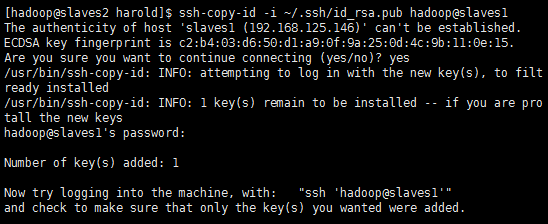 [hadoop@slaves2 harold]$ ssh-copy-id -i ~/.ssh/id_rsa.pub hadoop@slaves1
The authenticity of host 'slaves1 (192.168.125.146)' can't be established.
ECDSA key fingerprint is c2:b4:03:d6:50:d1:a9:0f:9a:25:0d:4c:9b:11:0e:15.
Are you sure you want to continue connecting (yes/no)? yes
/usr/bin/ssh-copy-id: INFO: attempting to log in with the new key(s), to filt
ready installed
/usr/bin/ssh-copy-id: INFO: 1 key(s) remain to be installed -- if you are pro
tall the new keys
hadoop@slaves1's password:
Number of key(s) added: 1
Now try logging into the machine, with:   "ssh 'hadoop@slaves1'"
and check to make sure that only the key(s) you wanted were added.